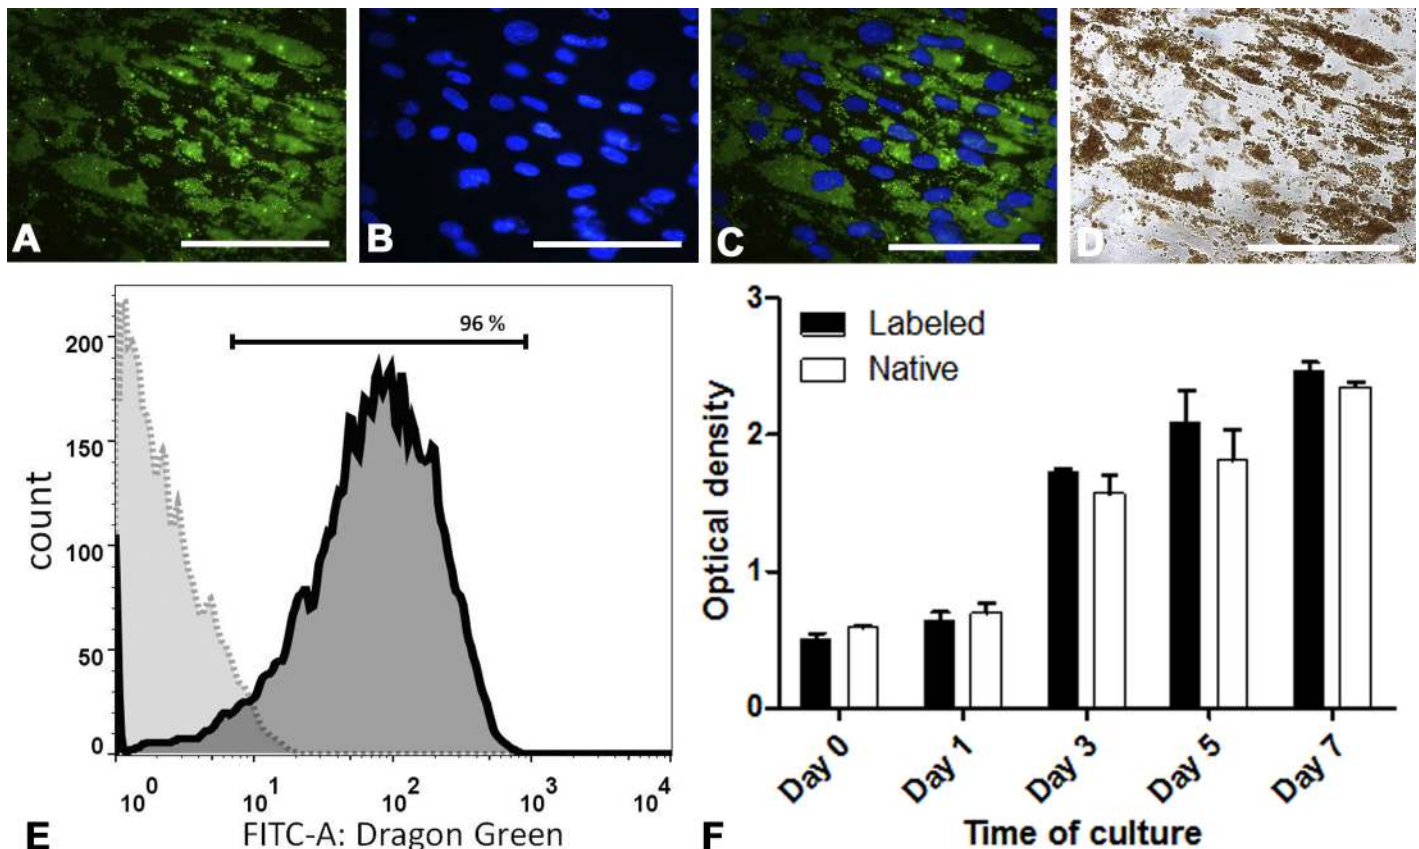 A
B
C
D
96 %
200
150
100
50
0
count
10^0 10^1 10^2 10^3 10^4
FITC-A: Dragon Green
E
3
2
1
0
Optical density
Labeled
Native
Day 0 Day 1 Day 3 Day 5 Day 7
Time of culture
F